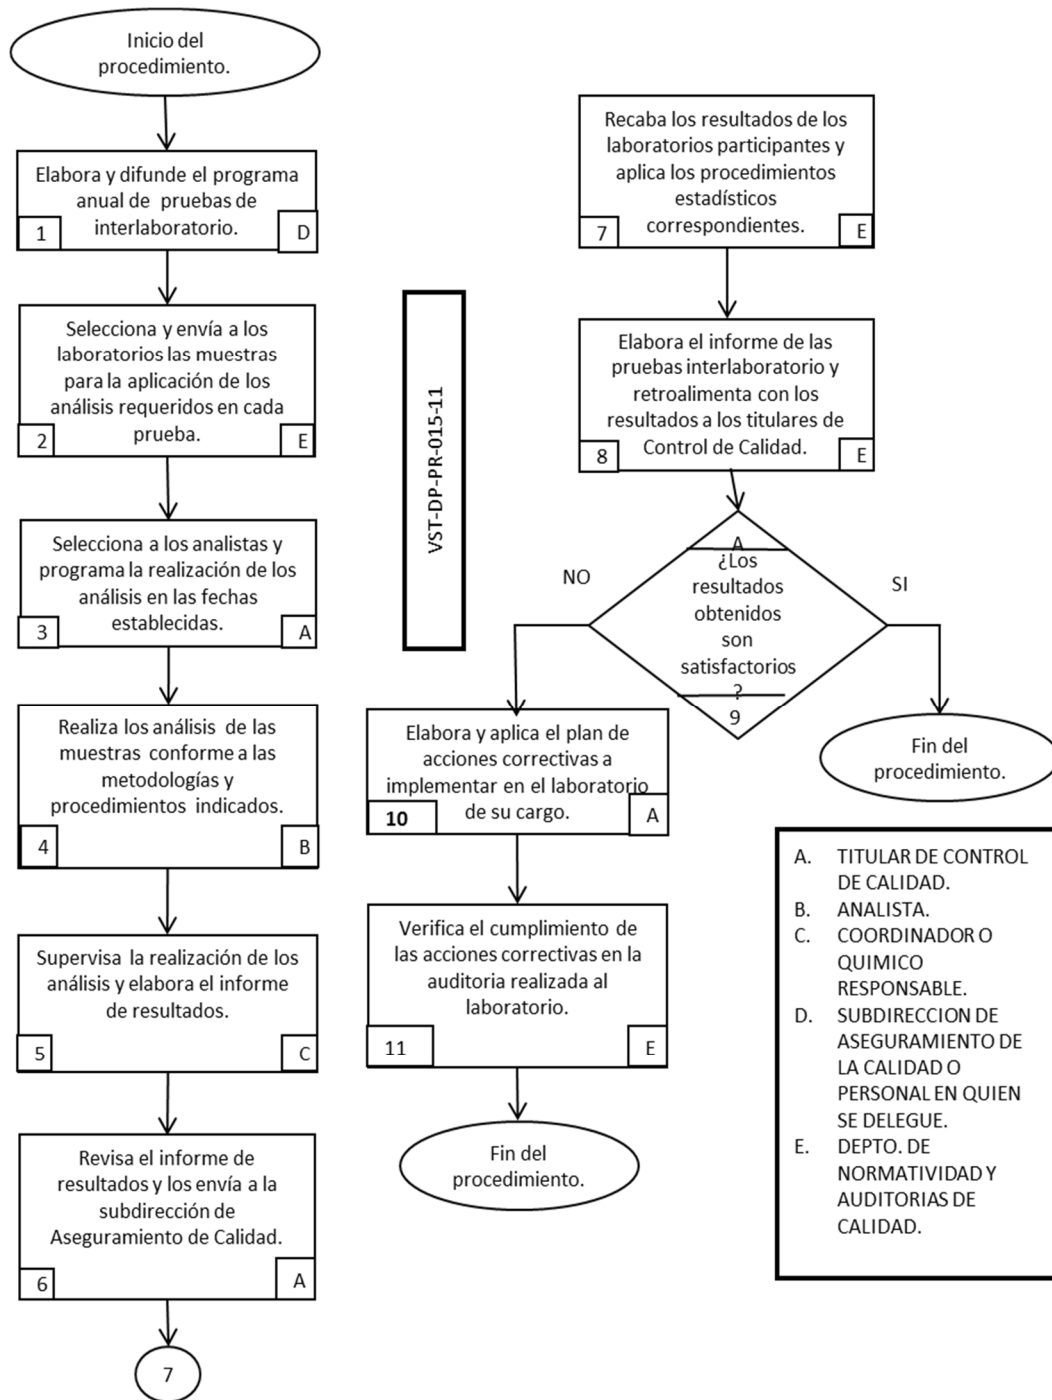 Inicio del
procedimiento.
Elabora y difunde el programa
anual de pruebas de
interlaboratorio.
1
D
Selecciona y envía a los
laboratorios las muestras
para la aplicación de los
análisis requeridos en cada
prueba.
2
E
Selecciona a los analistas y
programa la realización de los
análisis en las fechas
establecidas.
3
A
Realiza los análisis de las
muestras conforme a las
metodologías y
procedimientos indicados.
4
B
Supervisa la realización de los
análisis y elabora el informe
de resultados.
5
C
Revisa el informe de
resultados y los envía a la
subdirección de
Aseguramiento de Calidad.
6
A
7
VST-DP-PR-015-11
Recaba los resultados de los
laboratorios participantes y
aplica los procedimientos
estadísticos
correspondientes.
7
E
Elabora el informe de las
pruebas interlaboratorio y
retroalimenta con los
resultados a los titulares de
Control de Calidad.
8
E
A
¿Los
resultados
obtenidos
son
satisfactorios
?
9
NO
SI
Elabora y aplica el plan de
acciones correctivas a
implementar en el laboratorio
de su cargo.
10
A
Verifica el cumplimiento de
las acciones correctivas en la
auditoria realizada al
laboratorio.
11
E
Fin del
procedimiento.
Fin del
procedimiento.
A. TITULAR DE CONTROL
DE CALIDAD.
B. ANALISTA.
C. COORDINADOR O
QUIMICO
RESPONSABLE.
D. SUBDIRECCION DE
ASEGURAMIENTO DE
LA CALIDAD O
PERSONAL EN QUIEN
SE DELEGUE.
E. DEPTO. DE
NORMATIVIDAD Y
AUDITORIAS DE
CALIDAD.